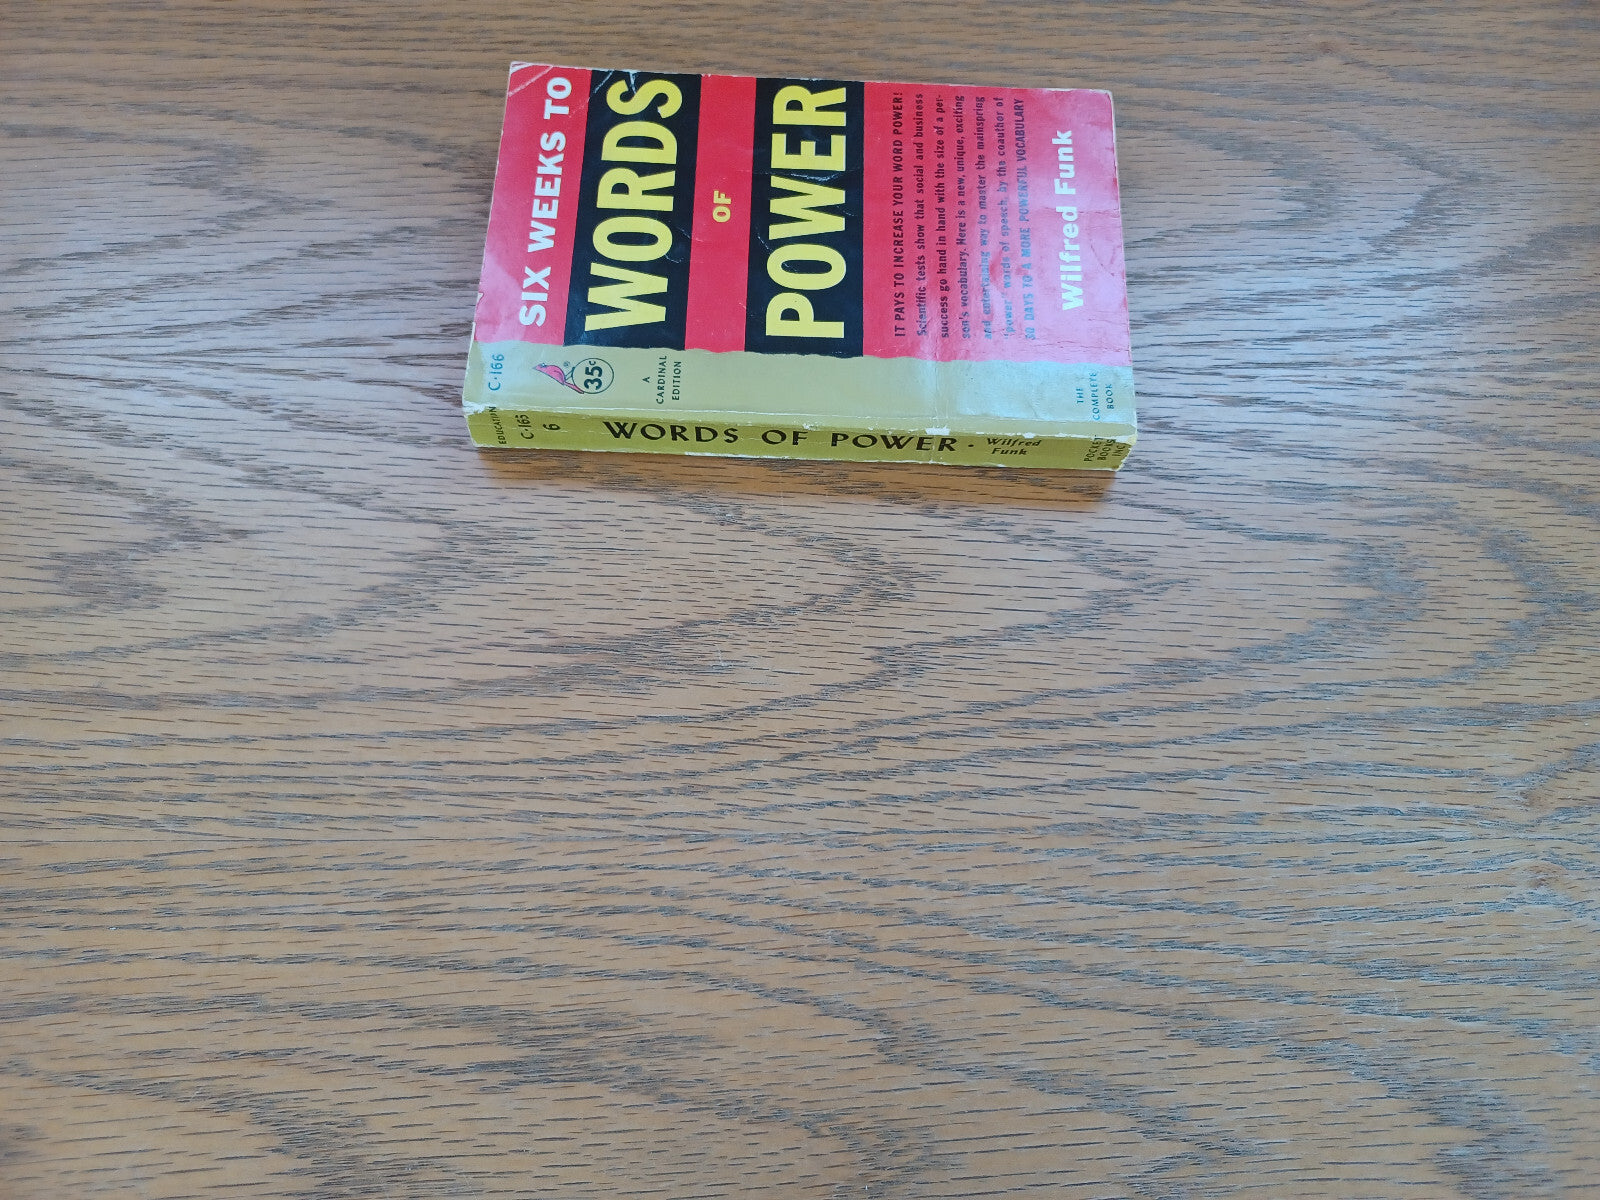 SIX WEEKS TO
WORDS
OF
POWER
IT PAYS TO INCREASE YOUR WORD POWER!
Scientific tests show that social and business
success go hand in hand with the size of a per-
son's vocabulary. Here is a new, unique, exciting
and entertaining way to master the mainspring
"power" words of speech, by the coauthor of
30 DAYS TO A MORE POWERFUL VOCABULARY
Wilfred Funk
C·166
®
35¢
A
CARDINAL
EDITION
THE
COMPLETE
BOOK
EDUCATION
C·165
6
WORDS OF POWER · Wilfred
Funk
POCKET
BOOKS
INC